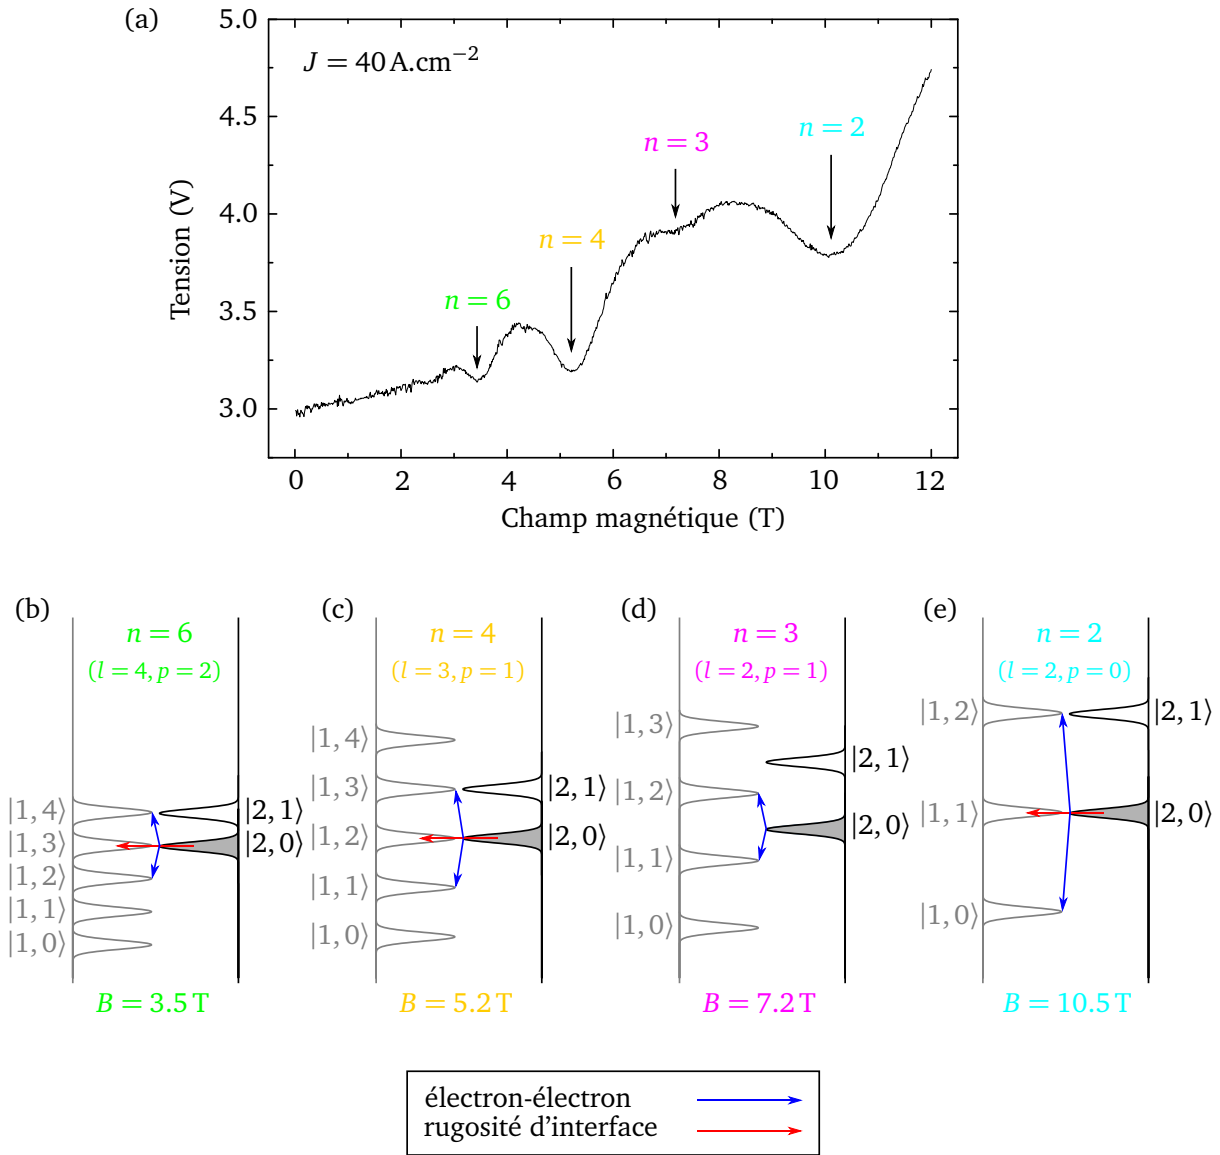 (a)
J = 40 A.cm⁻²
n = 6
n = 4
n = 3
n = 2
Tension (V)
5.0
4.5
4.0
3.5
3.0
0 2 4 6 8 10 12
Champ magnétique (T)
(b)
n = 6
(l = 4, p = 2)
|1, 4⟩
|1, 3⟩
|1, 2⟩
|1, 1⟩
|1, 0⟩
|2, 1⟩
|2, 0⟩
B = 3.5 T
(c)
n = 4
(l = 3, p = 1)
|1, 4⟩
|1, 3⟩
|1, 2⟩
|1, 1⟩
|1, 0⟩
|2, 1⟩
|2, 0⟩
B = 5.2 T
(d)
n = 3
(l = 2, p = 1)
|1, 3⟩
|1, 2⟩
|1, 1⟩
|1, 0⟩
|2, 1⟩
|2, 0⟩
B = 7.2 T
(e)
n = 2
(l = 2, p = 0)
|1, 2⟩
|1, 1⟩
|1, 0⟩
|2, 1⟩
|2, 0⟩
B = 10.5 T
électron-électron
rugosité d'interface